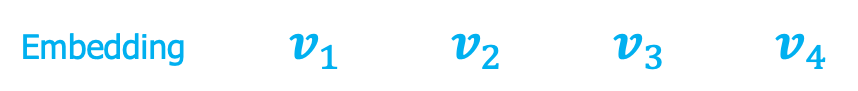 Embedding v₁ v₂ v₃ v₄